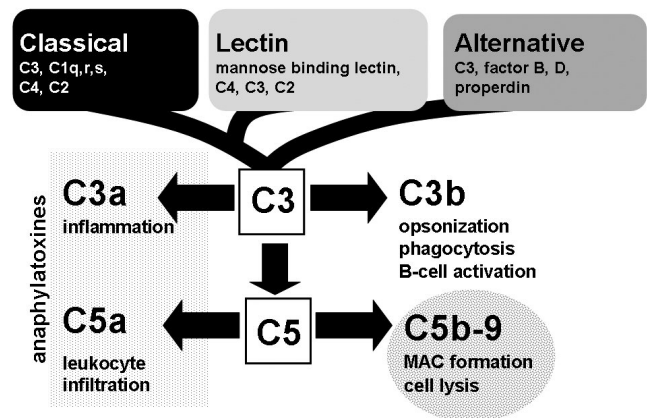 Classical
C3, C1q,r,s,
C4, C2
Lectin
mannose binding lectin,
C4, C3, C2
Alternative
C3, factor B, D,
properdin
anaphylatoxines
C3a
inflammation
C3
C3b
opsonization
phagocytosis
B-cell activation
C5a
leukocyte
infiltration
C5
C5b-9
MAC formation
cell lysis